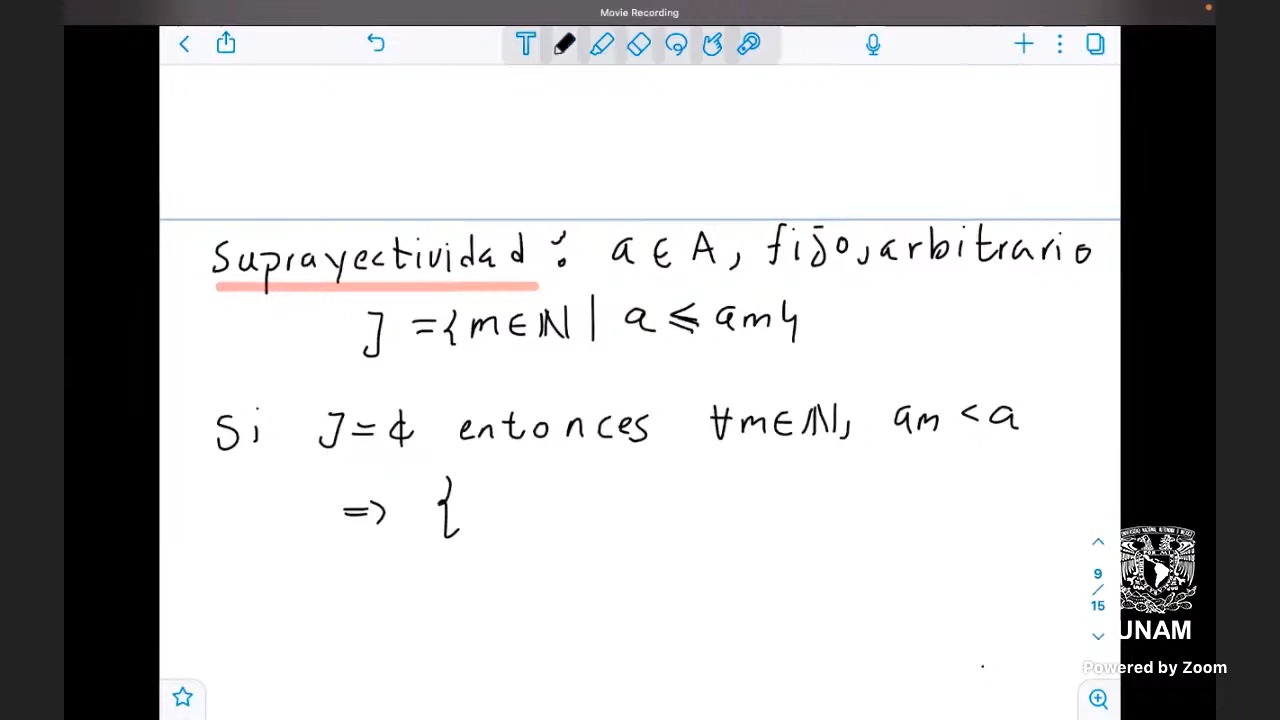 Movie Recording
Suprayectividad : a ∈ A, fijo, arbitrario
J = { m ∈ ℕ | a ≤ am }
Si J = ∅ entonces ∀m ∈ ℕ, am < a
=> {
9
/
15
UNAM
Powered by Zoom